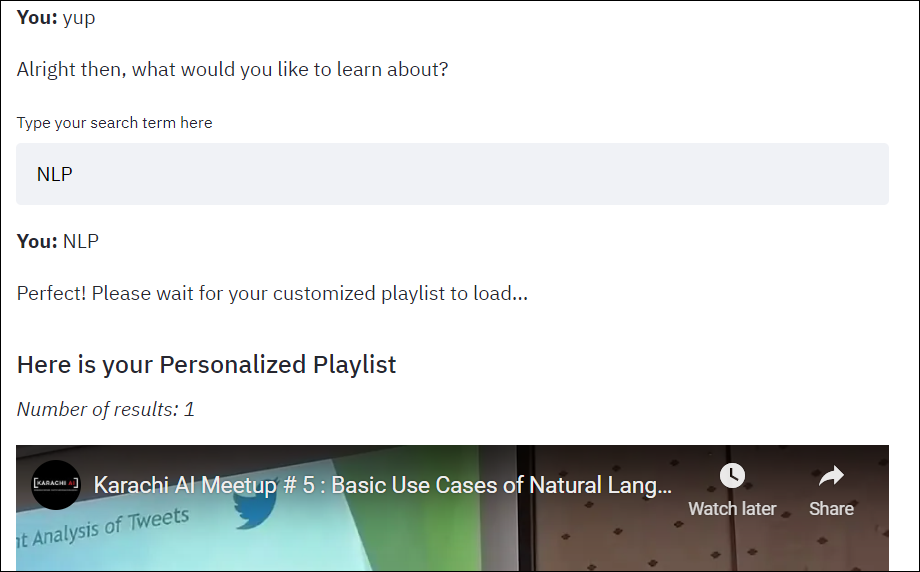 You: yup
Alright then, what would you like to learn about?
Type your search term here
NLP
You: NLP
Perfect! Please wait for your customized playlist to load...
Here is your Personalized Playlist
Number of results: 1
[KARACHI AI]
Karachi AI Meetup # 5 : Basic Use Cases of Natural Lang...
Watch later
Share
nt Analysis of Tweets